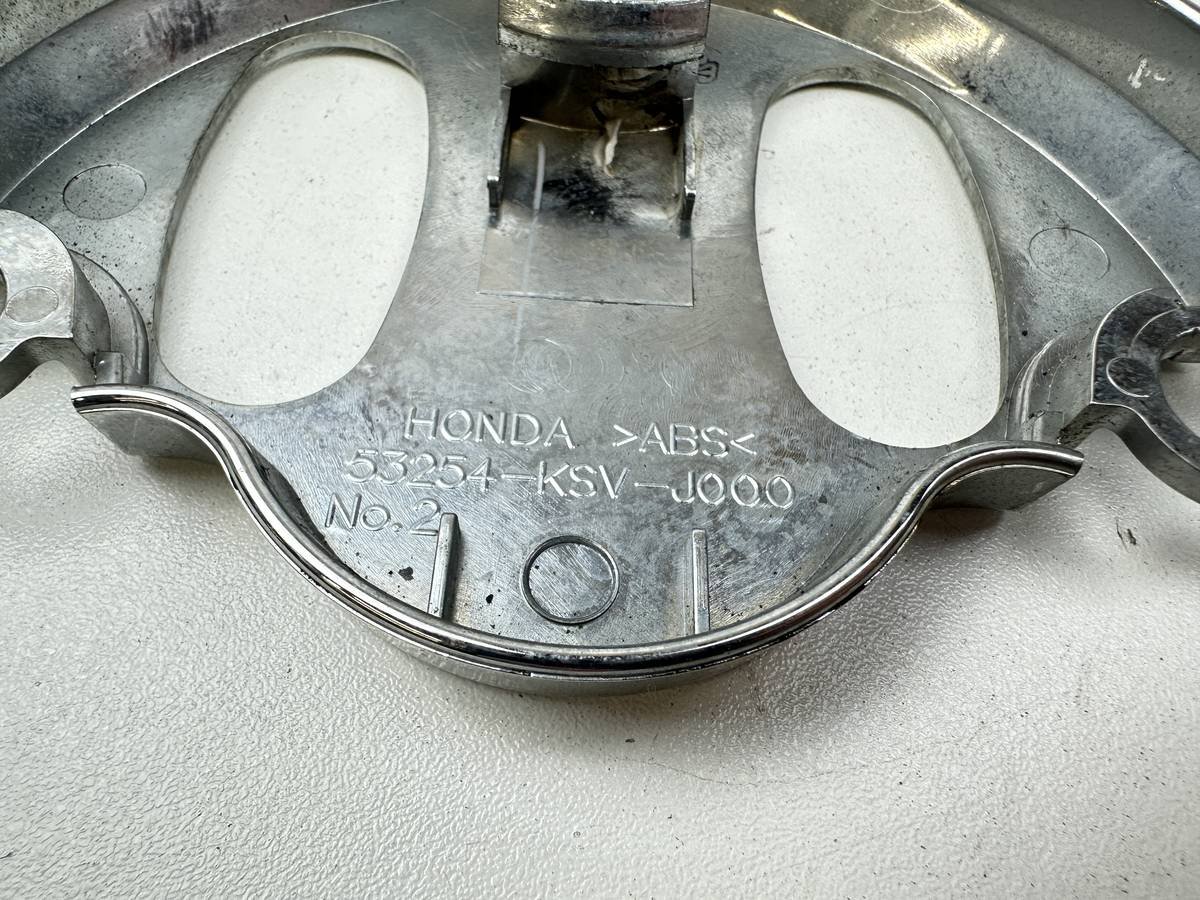 HONDA >ABS<
53254-KSV-J000
No.2